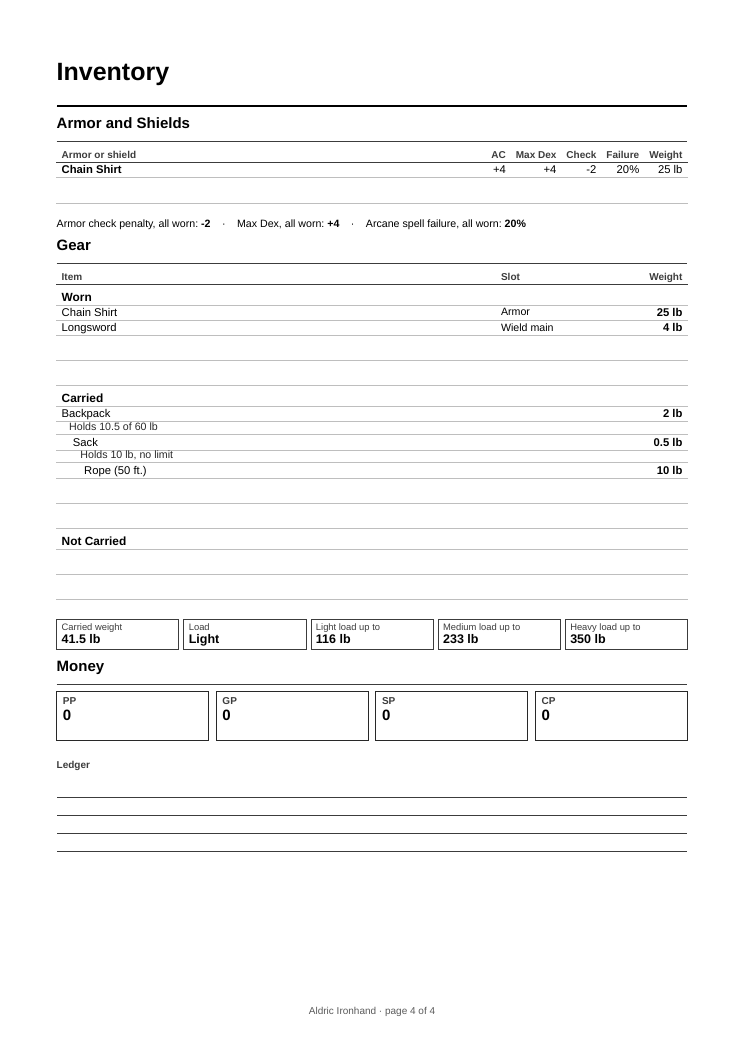 Inventory
Armor and Shields
Armor or shield AC Max Dex Check Failure Weight
Chain Shirt +4 +4 -2 20% 25 lb
Armor check penalty, all worn: -2 · Max Dex, all worn: +4 · Arcane spell failure, all worn: 20%
Gear
Item Slot Weight
Worn
Chain Shirt Armor 25 lb
Longsword Wield main 4 lb
Carried
Backpack 2 lb
Holds 10.5 of 60 lb
Sack 0.5 lb
Holds 10 lb, no limit
Rope (50 ft.) 10 lb
Not Carried
Carried weight Load Light load up to Medium load up to Heavy load up to
41.5 lb Light 116 lb 233 lb 350 lb
Money
PP GP SP CP
0 0 0 0
Ledger
Aldric Ironhand · page 4 of 4